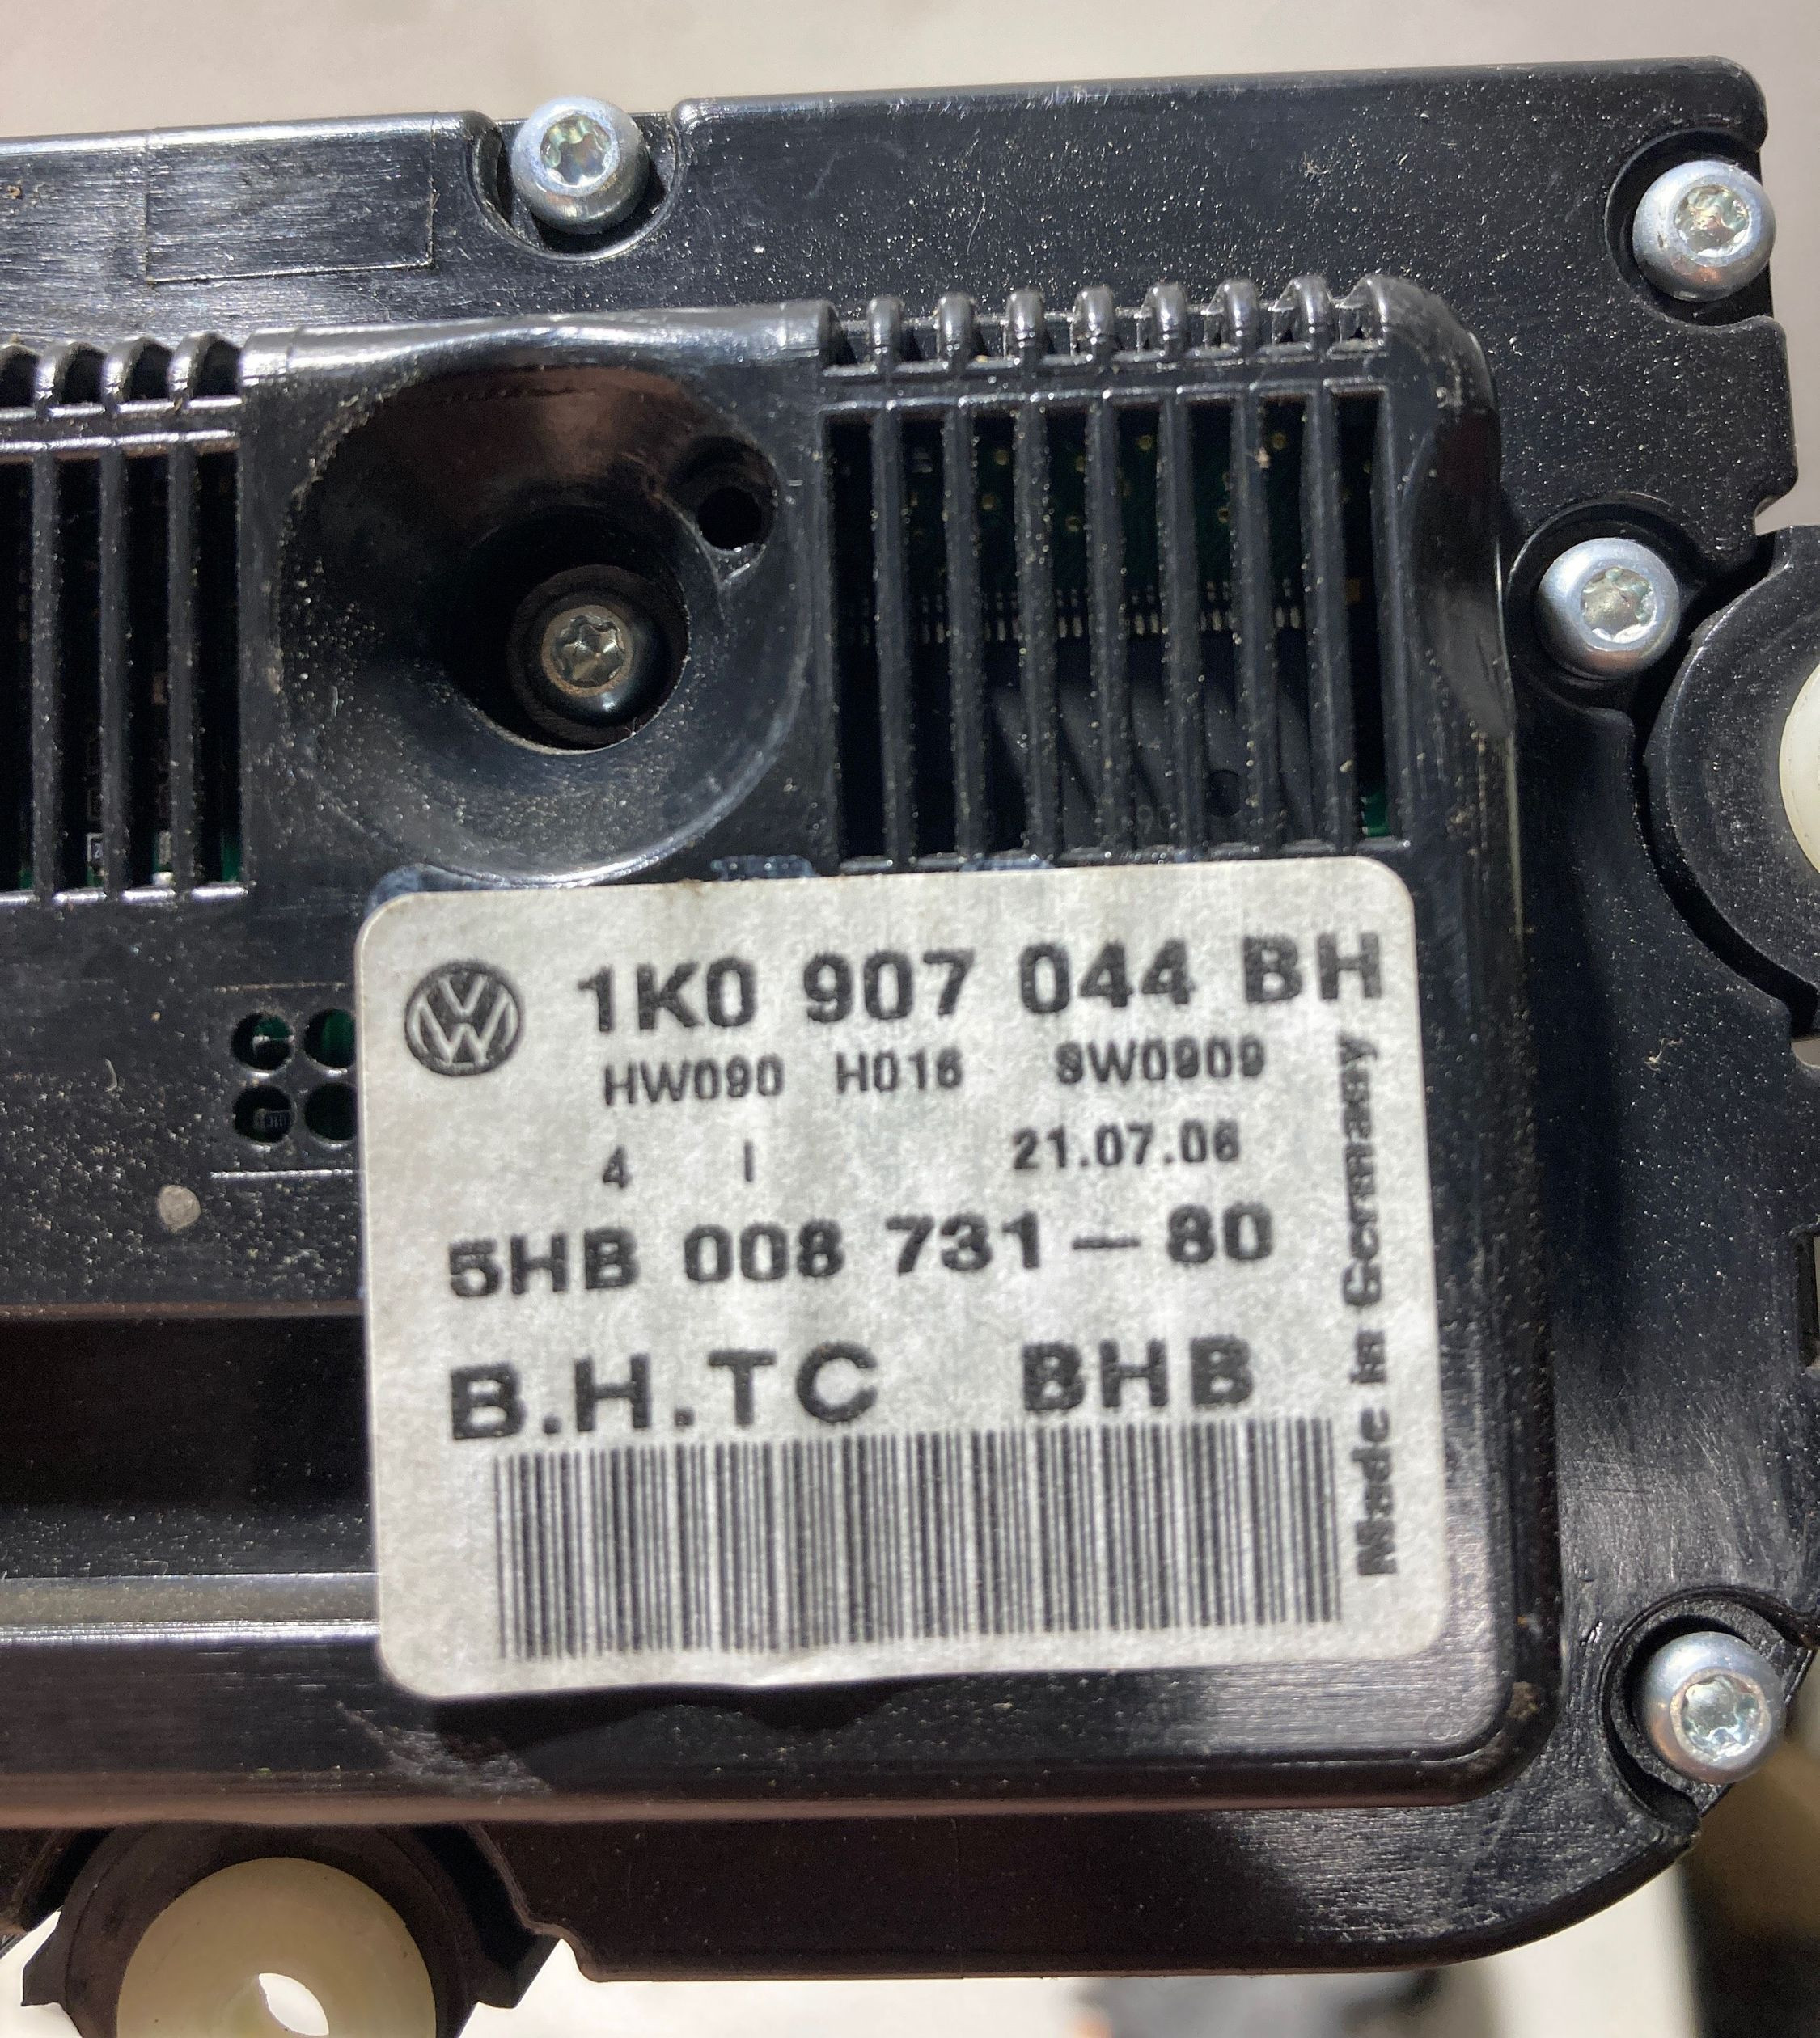 1K0 907 044 BH
HW090 H016 SW0909
4 I 21.07.06
5HB 008 731-80
B.H.TC BHB
Made in Germany